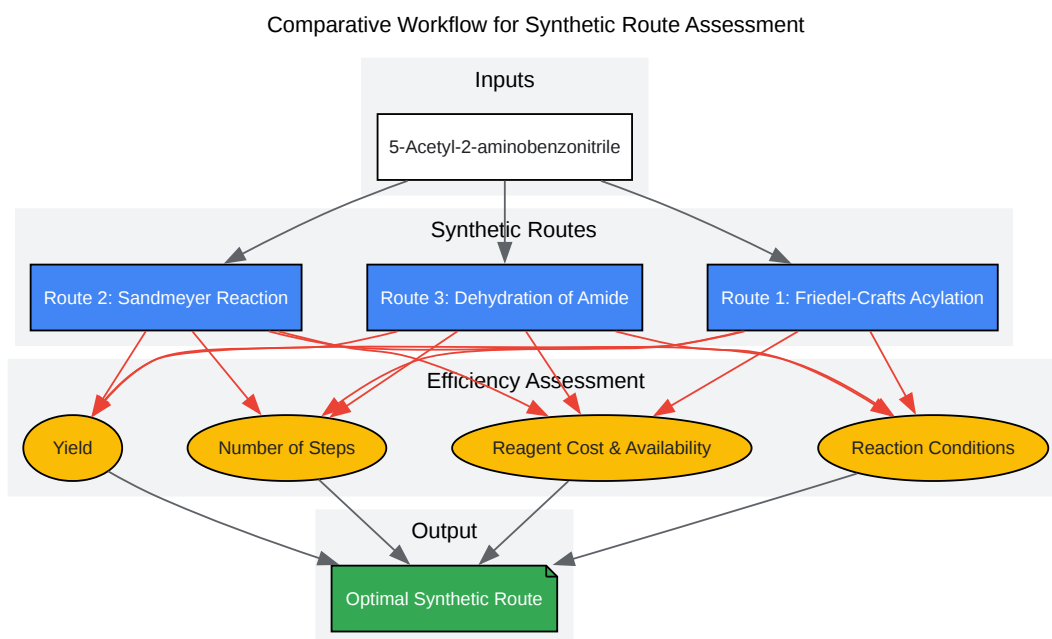 Comparative Workflow for Synthetic Route Assessment
Inputs
5-Acetyl-2-aminobenzonitrile
Synthetic Routes
Route 2: Sandmeyer Reaction
Route 3: Dehydration of Amide
Route 1: Friedel-Crafts Acylation
Efficiency Assessment
Yield
Number of Steps
Reagent Cost & Availability
Reaction Conditions
Output
Optimal Synthetic Route